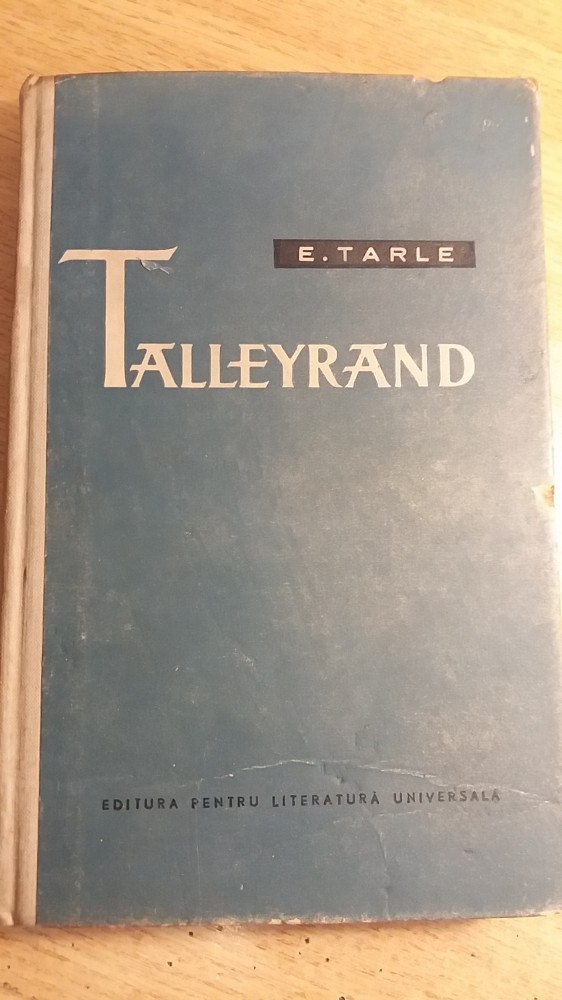 E. TARLE
TALLEYRAND
EDITURA PENTRU LITERATURĂ UNIVERSALĂ